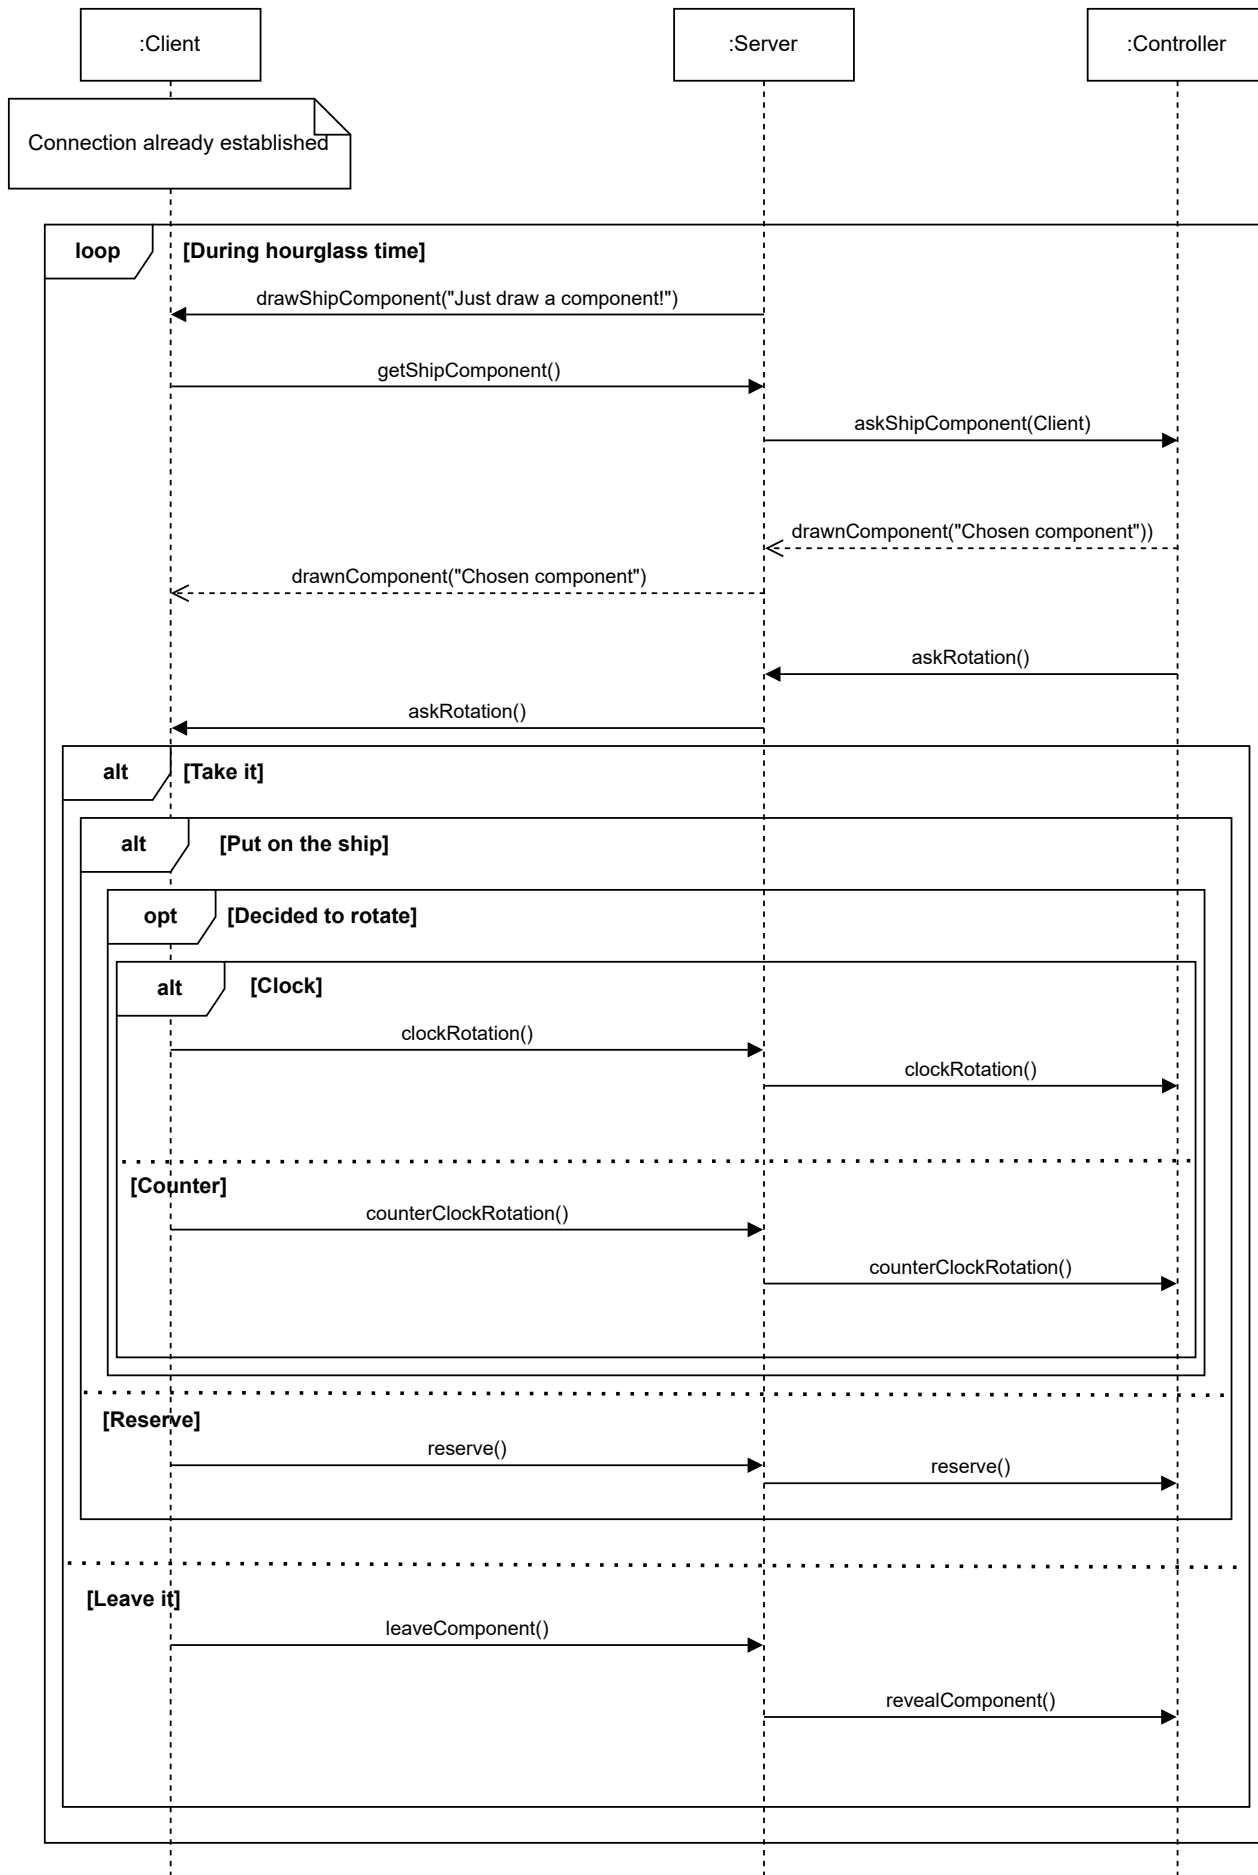 :Client
:Server
:Controller
Connection already established
loop
[During hourglass time]
drawShipComponent("Just draw a component!")
getShipComponent()
askShipComponent(Client)
drawnComponent("Chosen component"))
drawnComponent("Chosen component")
askRotation()
askRotation()
alt
[Take it]
alt
[Put on the ship]
opt
[Decided to rotate]
alt
[Clock]
clockRotation()
clockRotation()
[Counter]
counterClockRotation()
counterClockRotation()
[Reserve]
reserve()
reserve()
[Leave it]
leaveComponent()
revealComponent()